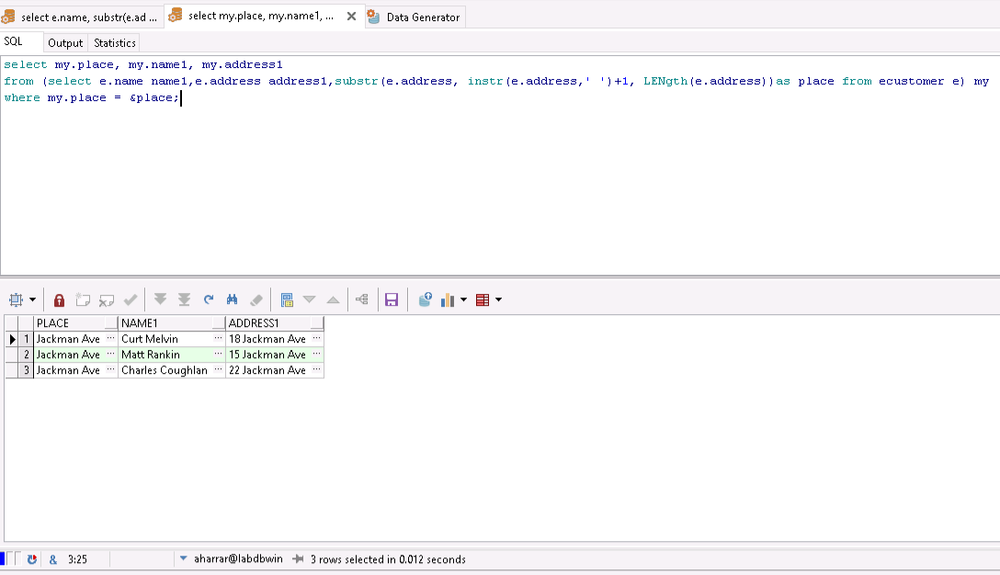 select e.name, substr(e.ad ... select my.place, my.name1, ... Data Generator
SQL Output Statistics
select my.place, my.name1, my.address1
from (select e.name name1,e.address address1,substr(e.address, instr(e.address,' ')+1, LENgth(e.address))as place from ecustomer e) my
where my.place = &place;
PLACE NAME1 ADDRESS1
1 Jackman Ave ... Curt Melvin ... 18 Jackman Ave ...
2 Jackman Ave ... Matt Rankin ... 15 Jackman Ave ...
3 Jackman Ave ... Charles Coughlan ... 22 Jackman Ave ...
& 3:25 aharrar@labdbwin 3 rows selected in 0.012 seconds